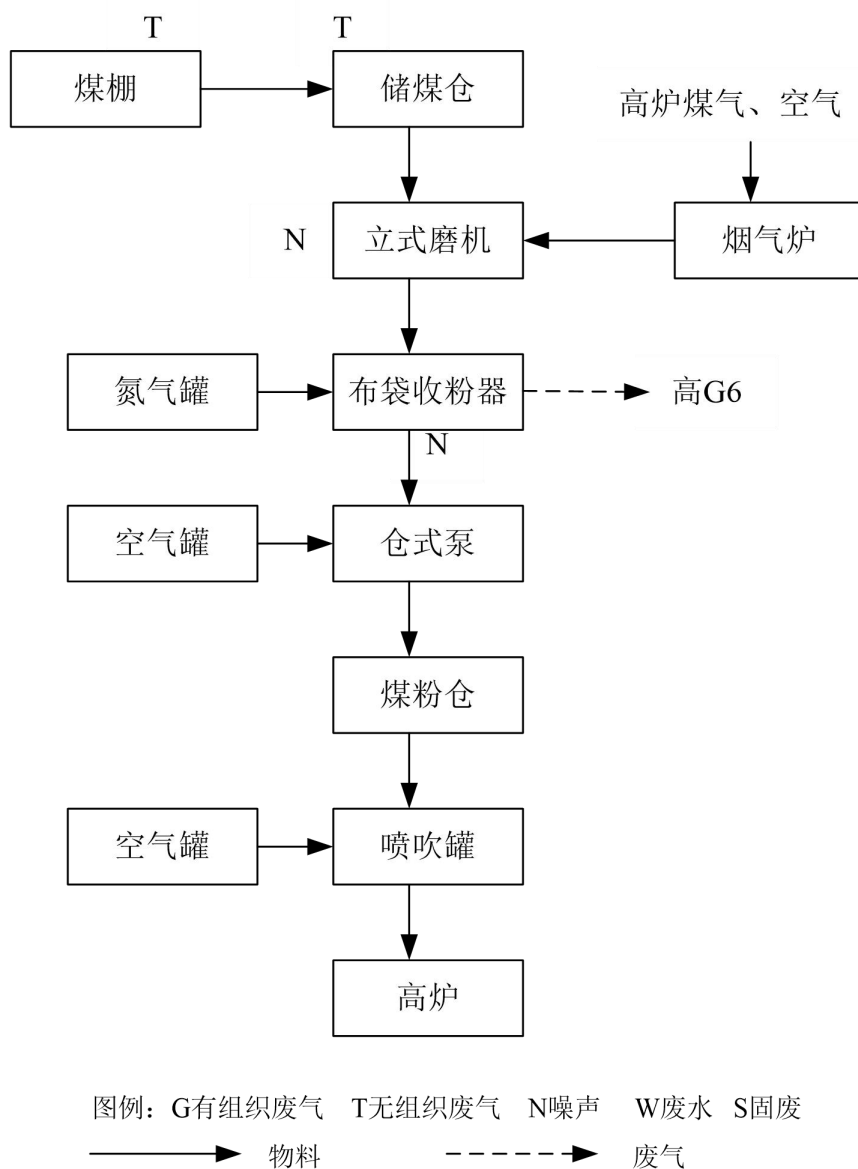 T T
煤棚 储煤仓
高炉煤气、空气
N 立式磨机 烟气炉
氮气罐 布袋收粉器 高G6
N
空气罐 仓式泵
煤粉仓
空气罐 喷吹罐
高炉
图例：G有组织废气 T无组织废气 N噪声 W废水 S固废
物料 废气